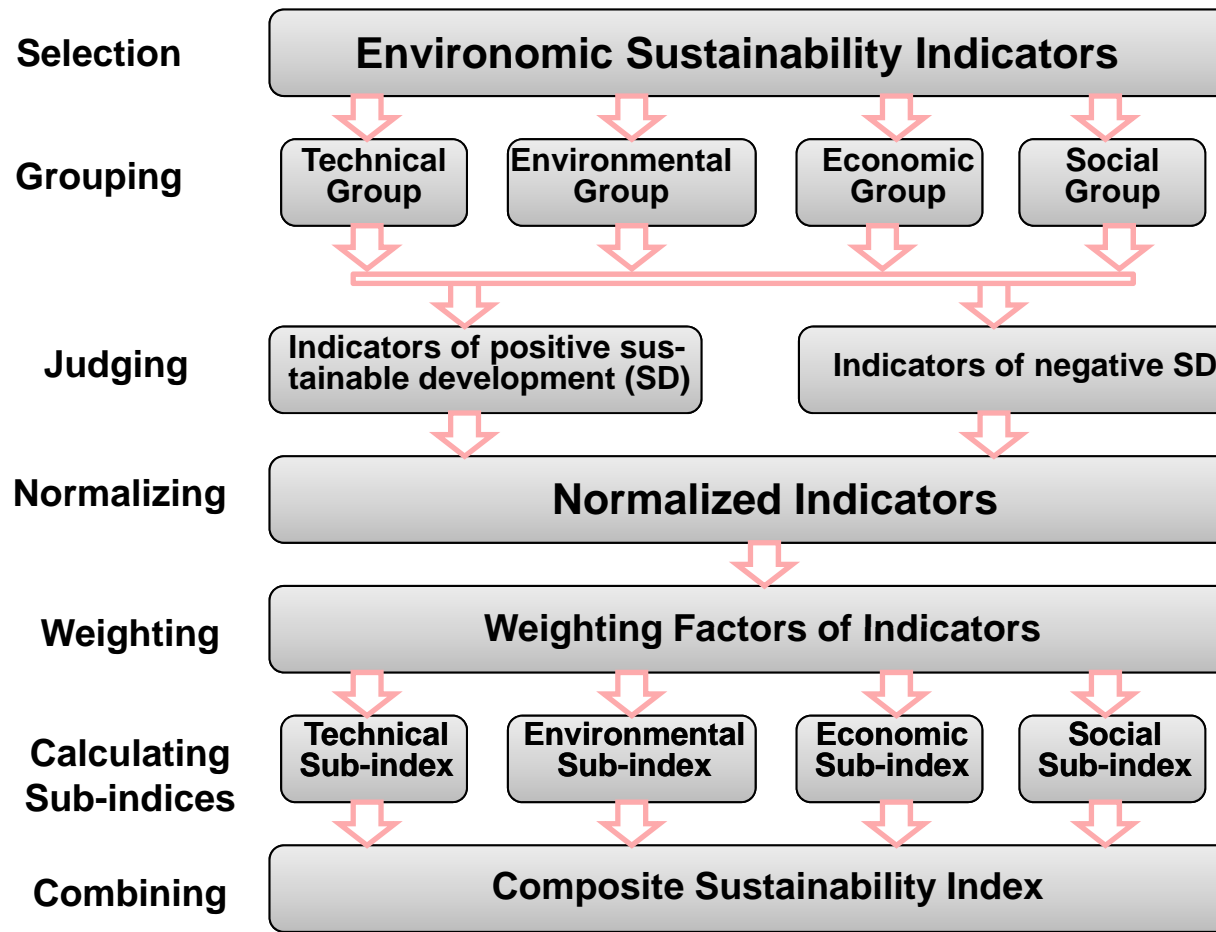 Selection
Environomic Sustainability Indicators
Grouping
Technical
Group
Environmental
Group
Economic
Group
Social
Group
Judging
Indicators of positive sus-
tainable development (SD)
Indicators of negative SD
Normalizing
Normalized Indicators
Weighting
Weighting Factors of Indicators
Calculating
Sub-indices
Technical
Sub-index
Environmental
Sub-index
Economic
Sub-index
Social
Sub-index
Combining
Composite Sustainability Index